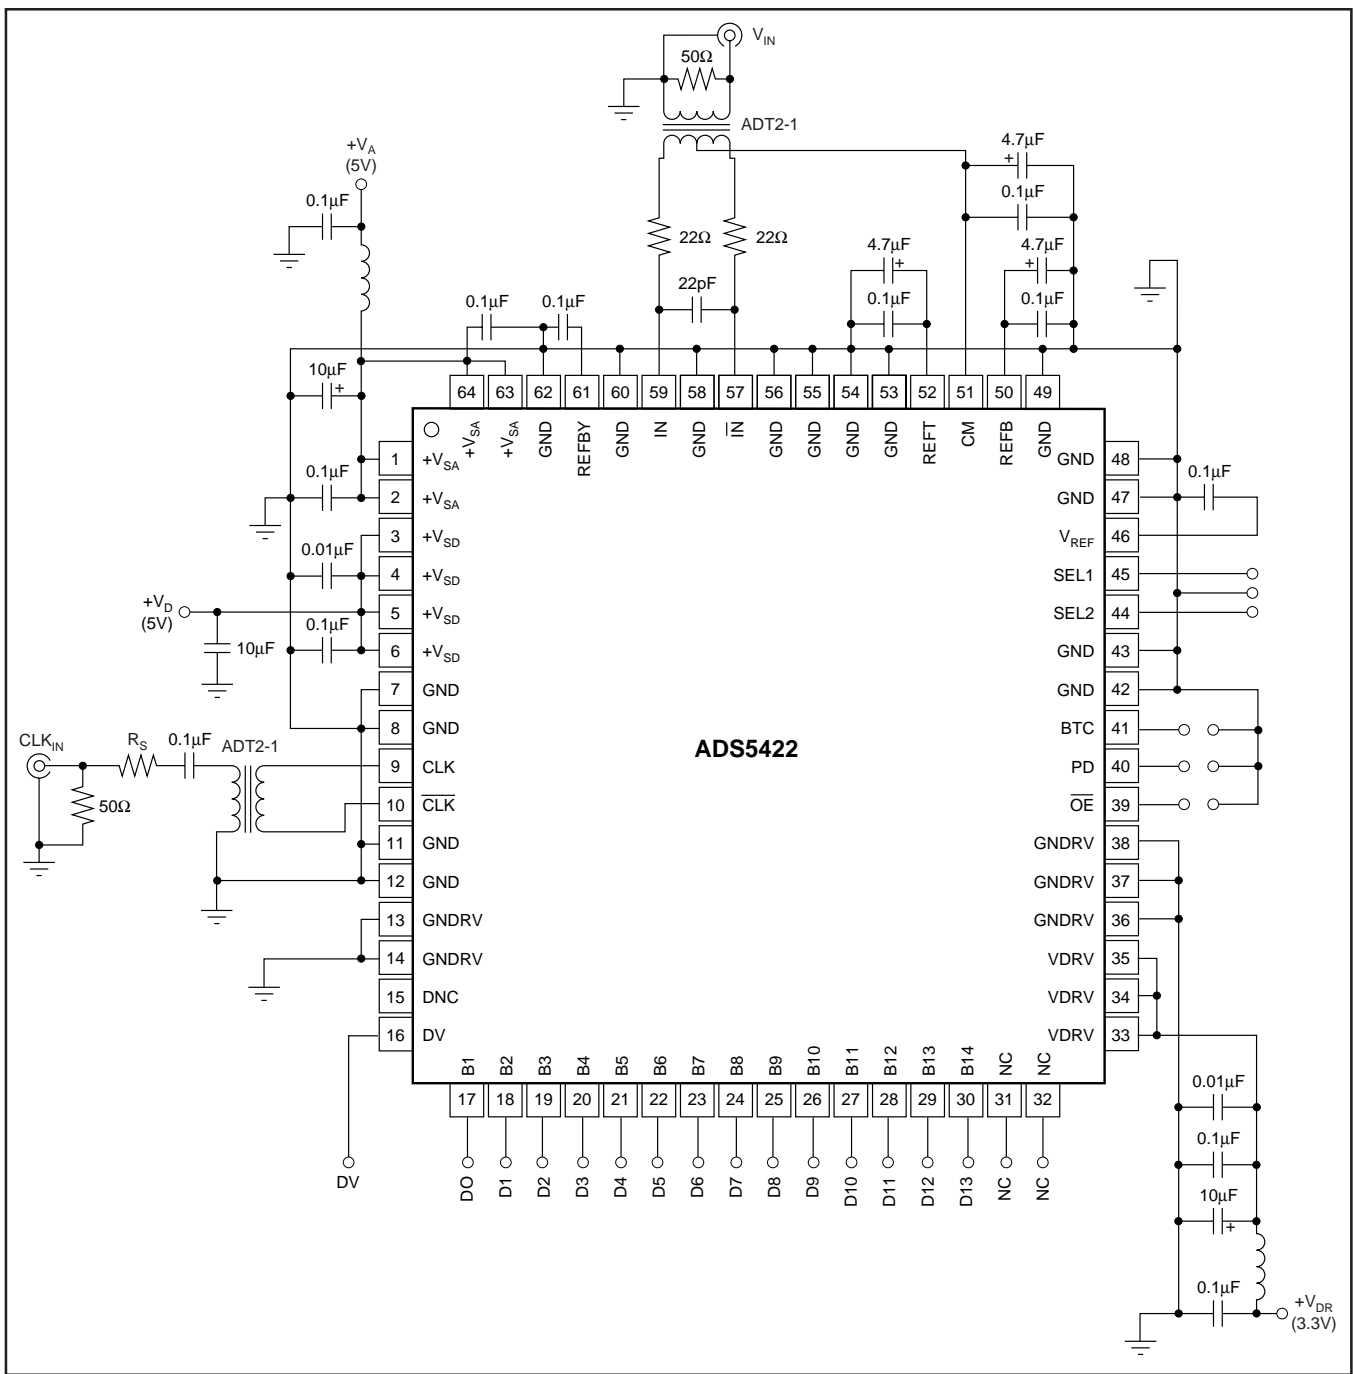 V_IN
50Ω
ADT2-1
+V_A
(5V)
0.1µF
4.7µF
+
0.1µF
22Ω
22Ω
4.7µF
+
4.7µF
+
22pF
0.1µF
0.1µF
0.1µF
0.1µF
10µF
+
64 63 62 61 60 59 58 57 56 55 54 53 52 51 50 49
+V_SA +V_SA GND REFBY GND IN GND I̅N̅ GND GND GND GND REFT CM REFB GND
1 +V_SA
GND 48
0.1µF
0.1µF
2 +V_SA
GND 47
3 +V_SD
V_REF 46
0.01µF
4 +V_SD
SEL1 45
+V_D
(5V)
5 +V_SD
SEL2 44
10µF
0.1µF
6 +V_SD
GND 43
7 GND
GND 42
8 GND
BTC 41
CLK_IN
R_S
0.1µF
ADT2-1
ADS5422
9 CLK
PD 40
50Ω
10 C̅L̅K̅
O̅E̅ 39
11 GND
GNDRV 38
12 GND
GNDRV 37
13 GNDRV
GNDRV 36
14 GNDRV
VDRV 35
15 DNC
VDRV 34
16 DV
VDRV 33
B1 B2 B3 B4 B5 B6 B7 B8 B9 B10 B11 B12 B13 B14 NC NC
17 18 19 20 21 22 23 24 25 26 27 28 29 30 31 32
0.01µF
0.1µF
DV
DO D1 D2 D3 D4 D5 D6 D7 D8 D9 D10 D11 D12 D13 NC NC
10µF
+
0.1µF
+V_DR
(3.3V)